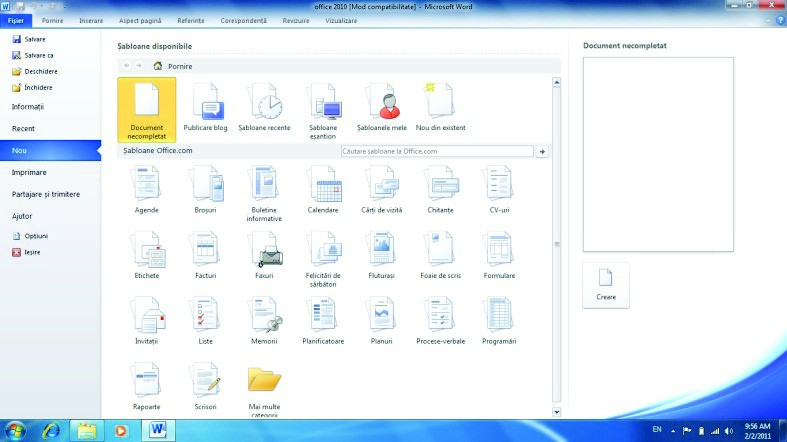 office 2010 [Mod compatibilitate] - Microsoft Word
Fișier Pornire Inserare Aspect pagină Referințe Corespondență Revizuire Vizualizare
Salvare
Salvare ca
Deschidere
Închidere
Informații
Recent
Nou
Imprimare
Partajare și trimitere
Ajutor
Opțiuni
Ieșire
Șabloane disponibile
Pornire
Document necompletat
Publicare blog
Șabloane recente
Șabloane eșantion
Șabloanele mele
Nou din existent
Șabloane Office.com
Căutare șabloane la Office.com
Agende
Broșuri
Buletine informative
Calendare
Cărți de vizită
Chitanțe
CV-uri
Etichete
Facturi
Faxuri
Felicitări de sărbători
Fluturași
Foaie de scris
Formulare
Invitații
Liste
Memorii
Planificatoare
Planuri
Procese-verbale
Programări
Rapoarte
Scrisori
Mai multe categorii
Document necompletat
Creare
EN
9:56 AM
2/2/2011